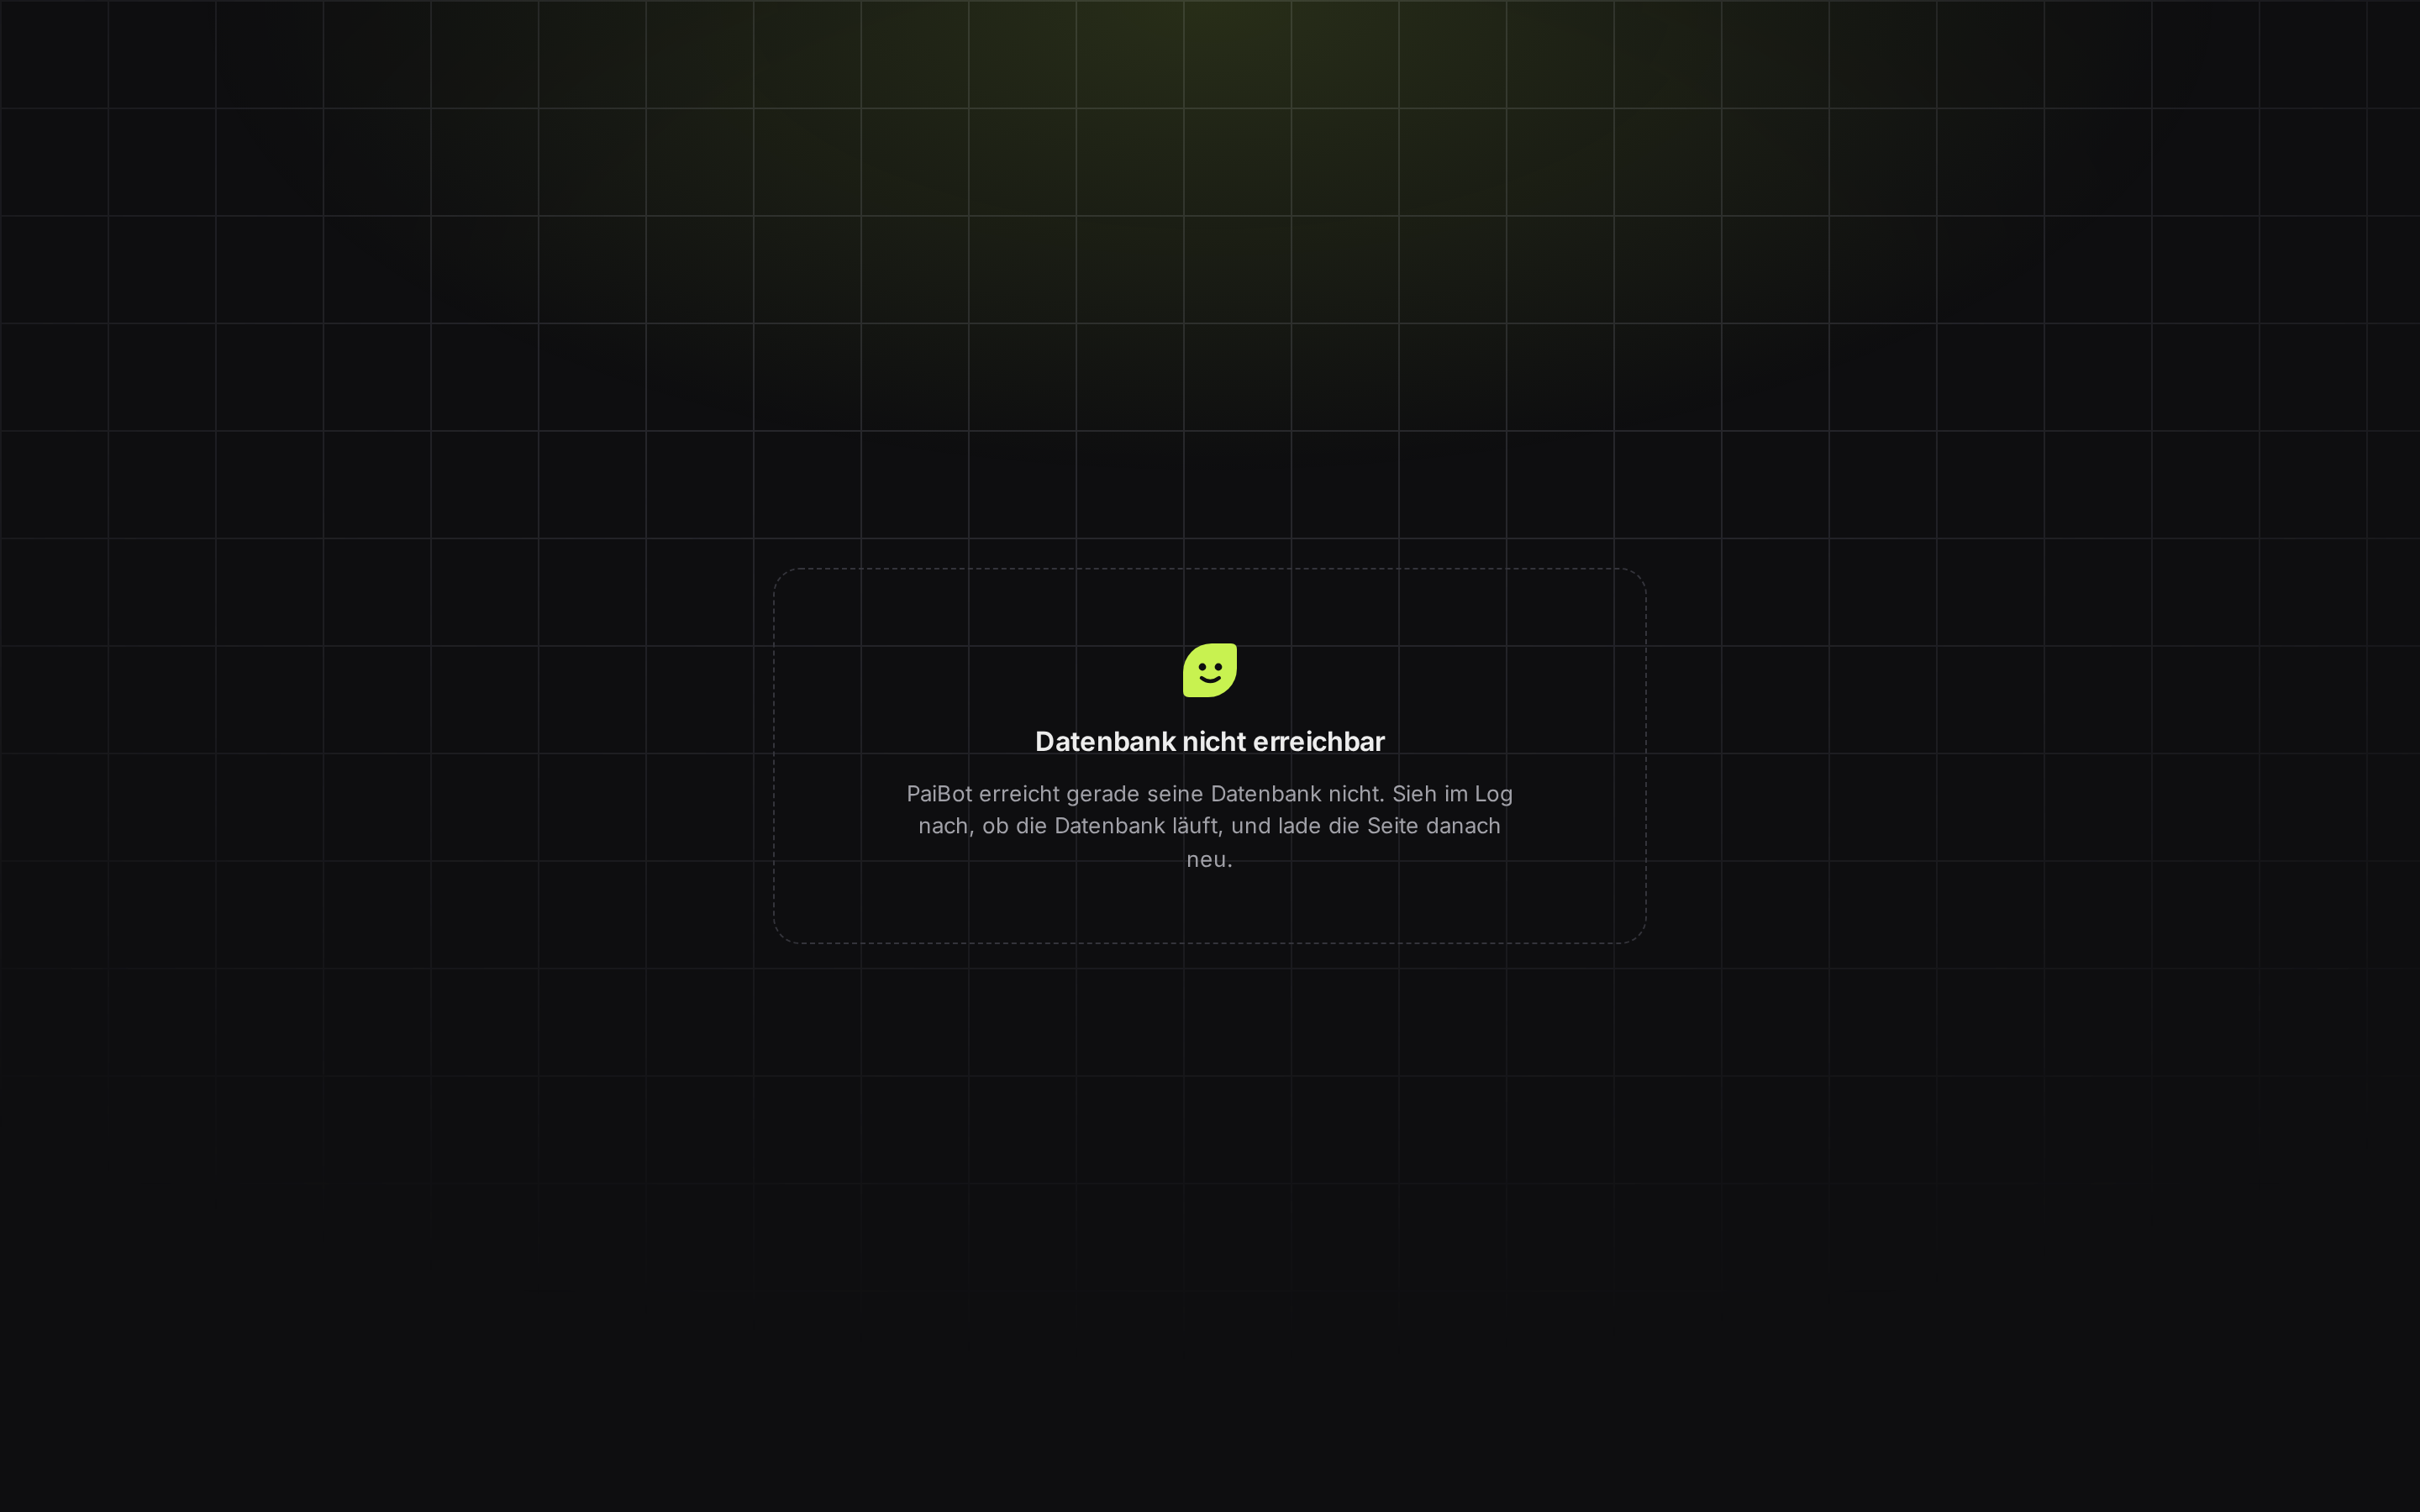 Datenbank nicht erreichbar
PaiBot erreicht gerade seine Datenbank nicht. Sieh im Log
nach, ob die Datenbank läuft, und lade die Seite danach
neu.